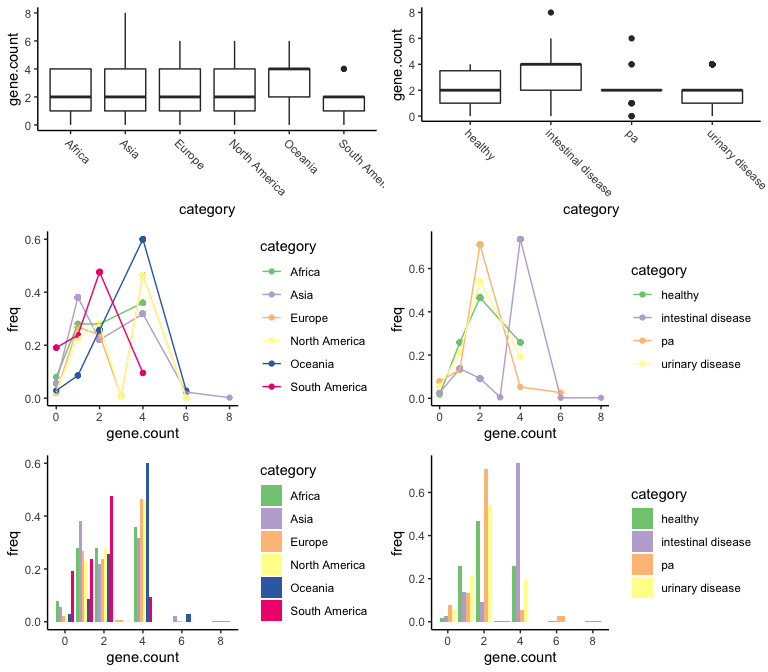 gene.count
8
6
4
2
0
Africa
Asia
Europe
North America
Oceania
South Amer
category
gene.count
8
6
4
2
0
healthy
intestinal disease
pa
urinary disease
category
freq
0.6
0.4
0.2
0.0
0 2 4 6 8
gene.count
category
Africa
Asia
Europe
North America
Oceania
South America
freq
0.6
0.4
0.2
0.0
0 2 4 6 8
gene.count
category
healthy
intestinal disease
pa
urinary disease
freq
0.6
0.4
0.2
0.0
0 2 4 6 8
gene.count
category
Africa
Asia
Europe
North America
Oceania
South America
freq
0.6
0.4
0.2
0.0
0 2 4 6 8
gene.count
category
healthy
intestinal disease
pa
urinary disease